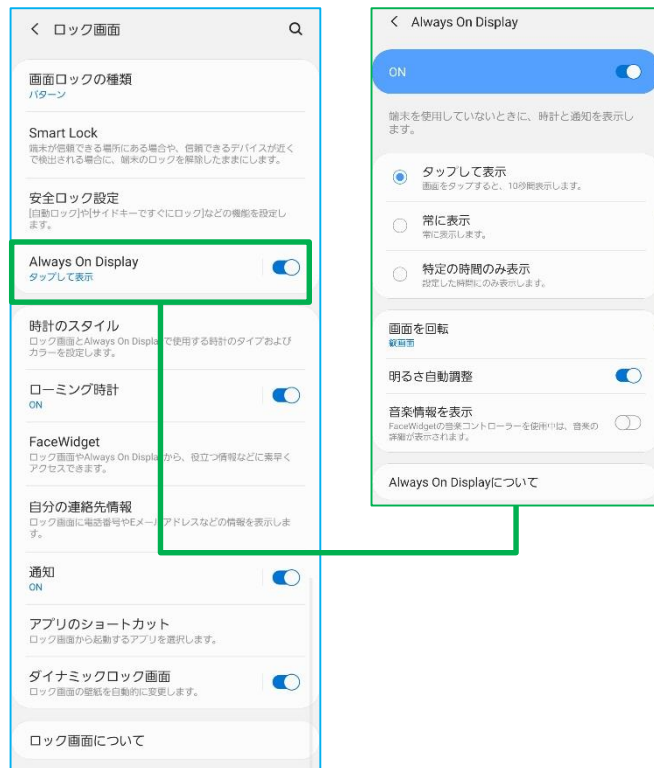 ロック画面
画面ロックの種類
パターン
Smart Lock
端末が信頼できる場所にある場合や、信頼できるデバイスが近く
で検出される場合に、端末のロックを解除したままにします。
安全ロック設定
[自動ロック]や[サイドキーですぐにロック]などの機能を設定し
ます。
Always On Display
タップして表示
時計のスタイル
ロック画面とAlways On Displayで使用する時計のタイプおよび
カラーを設定します。
ローミング時計
ON
FaceWidget
ロック画面やAlways On Displayから、役立つ情報などに素早く
アクセスできます。
自分の連絡先情報
ロック画面に電話番号やEメールアドレスなどの情報を表示しま
す。
通知
ON
アプリのショートカット
ロック画面から起動するアプリを選択します。
ダイナミックロック画面
ロック画面の壁紙を自動的に変更します。
ロック画面について
Always On Display
ON
端末を使用していないときに、時計と通知を表示し
ます。
タップして表示
画面をタップすると、10秒間表示します。
常に表示
常に表示します。
特定の時間のみ表示
設定した時間にのみ表示します。
画面を回転
縦画面
明るさ自動調整
音楽情報を表示
FaceWidgetの音楽コントローラーを使用中は、音楽の
詳細が表示されます。
Always On Displayについて